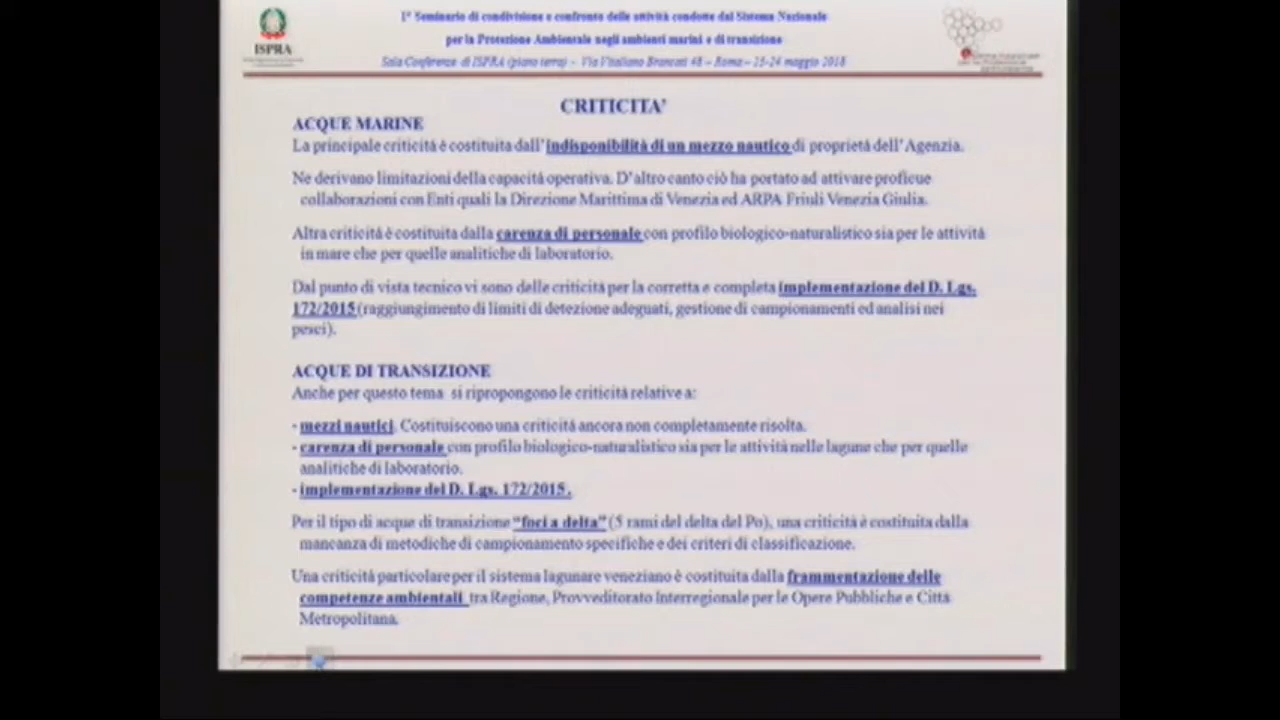 ISPRA
1° Seminario di condivisione e confronto delle attività condotte dal Sistema Nazionale
per la Protezione Ambientale negli ambienti marini e di transizione
Sala Conferenze di ISPRA (piano terra) - Via Vitaliano Brancati 48 – Roma – 23-24 maggio 2018
CRITICITA'
ACQUE MARINE
La principale criticità è costituita dall'indisponibilità di un mezzo nautico di proprietà dell'Agenzia.
Ne derivano limitazioni della capacità operativa. D'altro canto ciò ha portato ad attivare proficue
collaborazioni con Enti quali la Direzione Marittima di Venezia ed ARPA Friuli Venezia Giulia.
Altra criticità è costituita dalla carenza di personale con profilo biologico-naturalistico sia per le attività
in mare che per quelle analitiche di laboratorio.
Dal punto di vista tecnico vi sono delle criticità per la corretta e completa implementazione del D. Lgs.
172/2015 (raggiungimento di limiti di detezione adeguati, gestione di campionamenti ed analisi nei
pesci).
ACQUE DI TRANSIZIONE
Anche per questo tema si ripropongono le criticità relative a:
- mezzi nautici. Costituiscono una criticità ancora non completamente risolta.
- carenza di personale con profilo biologico-naturalistico sia per le attività nelle lagune che per quelle
analitiche di laboratorio.
- implementazione del D. Lgs. 172/2015.
Per il tipo di acque di transizione "foci a delta" (5 rami del delta del Po), una criticità è costituita dalla
mancanza di metodiche di campionamento specifiche e dei criteri di classificazione.
Una criticità particolare per il sistema lagunare veneziano è costituita dalla frammentazione delle
competenze ambientali tra Regione, Provveditorato Interregionale per le Opere Pubbliche e Città
Metropolitana.